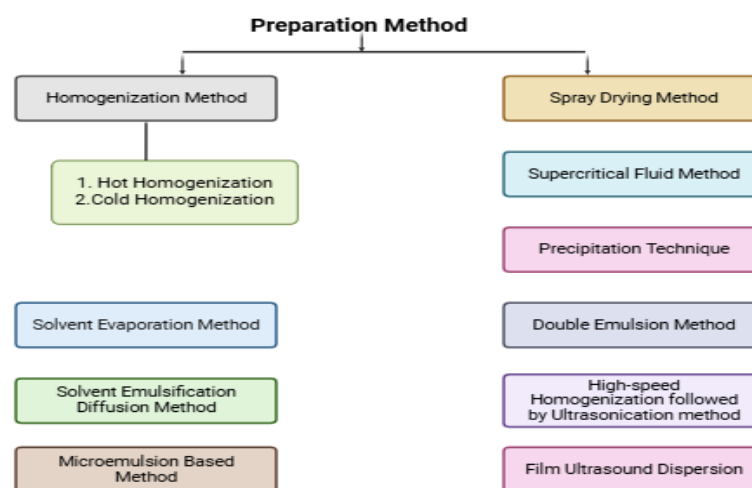 Preparation Method
Homogenization Method
1. Hot Homogenization
2.Cold Homogenization
Solvent Evaporation Method
Solvent Emulsification
Diffusion Method
Microemulsion Based
Method
Spray Drying Method
Supercritical Fluid Method
Precipitation Technique
Double Emulsion Method
High-speed
Homogenization followed
by Ultrasonication method
Film Ultrasound Dispersion